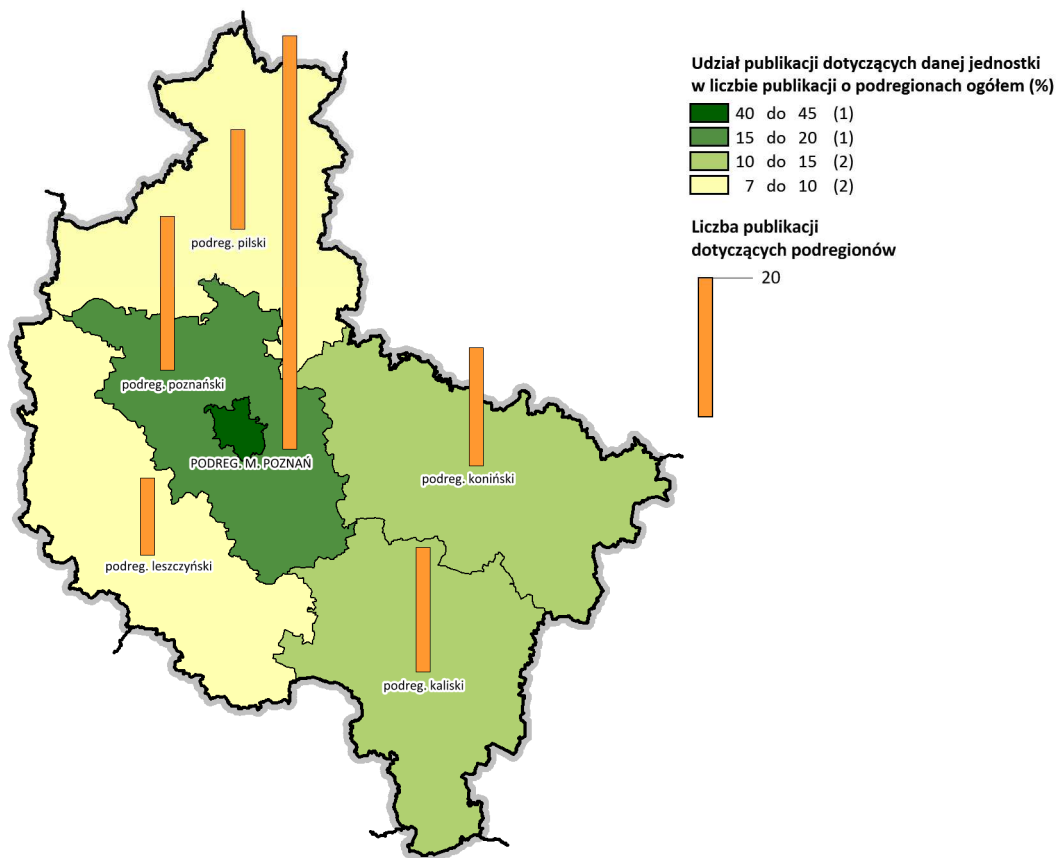 Udział publikacji dotyczących danej jednostki
w liczbie publikacji o podregionach ogółem (%)
40 do 45 (1)
15 do 20 (1)
10 do 15 (2)
7 do 10 (2)
Liczba publikacji
dotyczących podregionów
20
podreg. pilski
podreg. poznański
PODREG. M. POZNAŃ
podreg. koniński
podreg. leszczyński
podreg. kaliski